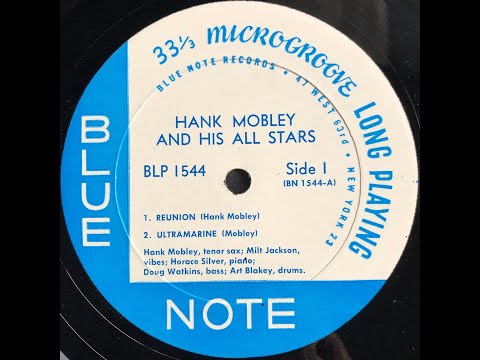 33⅓ MICROGROOVE LONG PLAYING
BLUE NOTE RECORDS • 47 WEST 63rd • NEW YORK 23
HANK MOBLEY
AND HIS ALL STARS
BLP 1544
Side 1
(BN 1544-A)
1. REUNION (Hank Mobley)
2. ULTRAMARINE (Mobley)
Hank Mobley, tenor sax; Milt Jackson,
vibes; Horace Silver, piano;
Doug Watkins, bass; Art Blakey, drums.
BLUE
NOTE